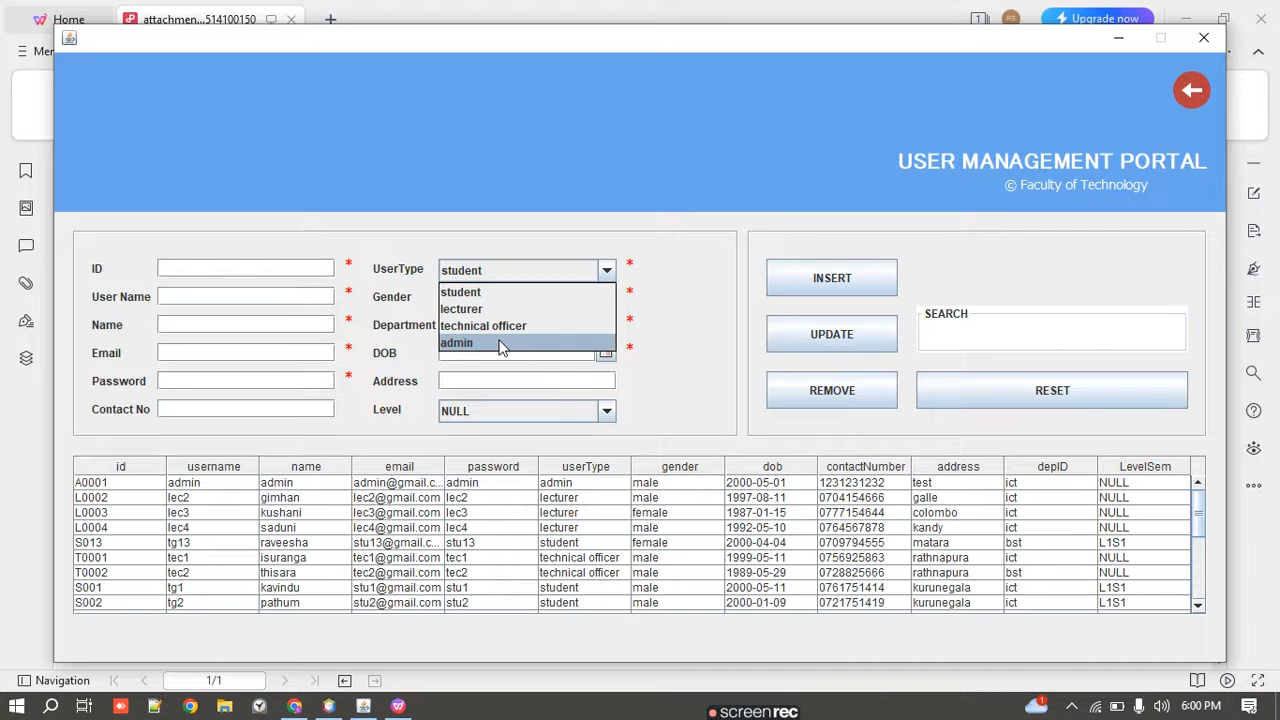 Home
attachmen...514100150
1
RS
Upgrade now
Men
USER MANAGEMENT PORTAL
© Faculty of Technology
ID * UserType student *
User Name * Gender *
Name * Department *
Email * DOB *
Password * Address
Contact No Level NULL
student
lecturer
technical officer
admin
INSERT
UPDATE
REMOVE
SEARCH
RESET
id username name email password userType gender dob contactNumber address depID LevelSem
A0001 admin admin admin@gmail.c... admin admin male 2000-05-01 1231231232 test ict NULL
L0002 lec2 gimhan lec2@gmail.com lec2 lecturer male 1997-08-11 0704154666 galle ict NULL
L0003 lec3 kushani lec3@gmail.com lec3 lecturer female 1987-01-15 0777154644 colombo ict NULL
L0004 lec4 saduni lec4@gmail.com lec4 lecturer male 1992-05-10 0764567878 kandy ict NULL
S013 tg13 raveesha stu13@gmail.com stu13 student female 2000-04-04 0709794555 matara bst L1S1
T0001 tec1 isuranga tec1@gmail.com tec1 technical officer male 1999-05-11 0756925863 rathnapura ict NULL
T0002 tec2 thisara tec2@gmail.com tec2 technical officer male 1989-05-29 0728825666 rathnapura bst NULL
S001 tg1 kavindu stu1@gmail.com stu1 student male 2000-05-11 0761751414 kurunegala ict L1S1
S002 tg2 pathum stu2@gmail.com stu2 student male 2000-01-09 0721751419 kurunegala ict L1S1
Navigation
1/1
1
6:00 PM
screenrec